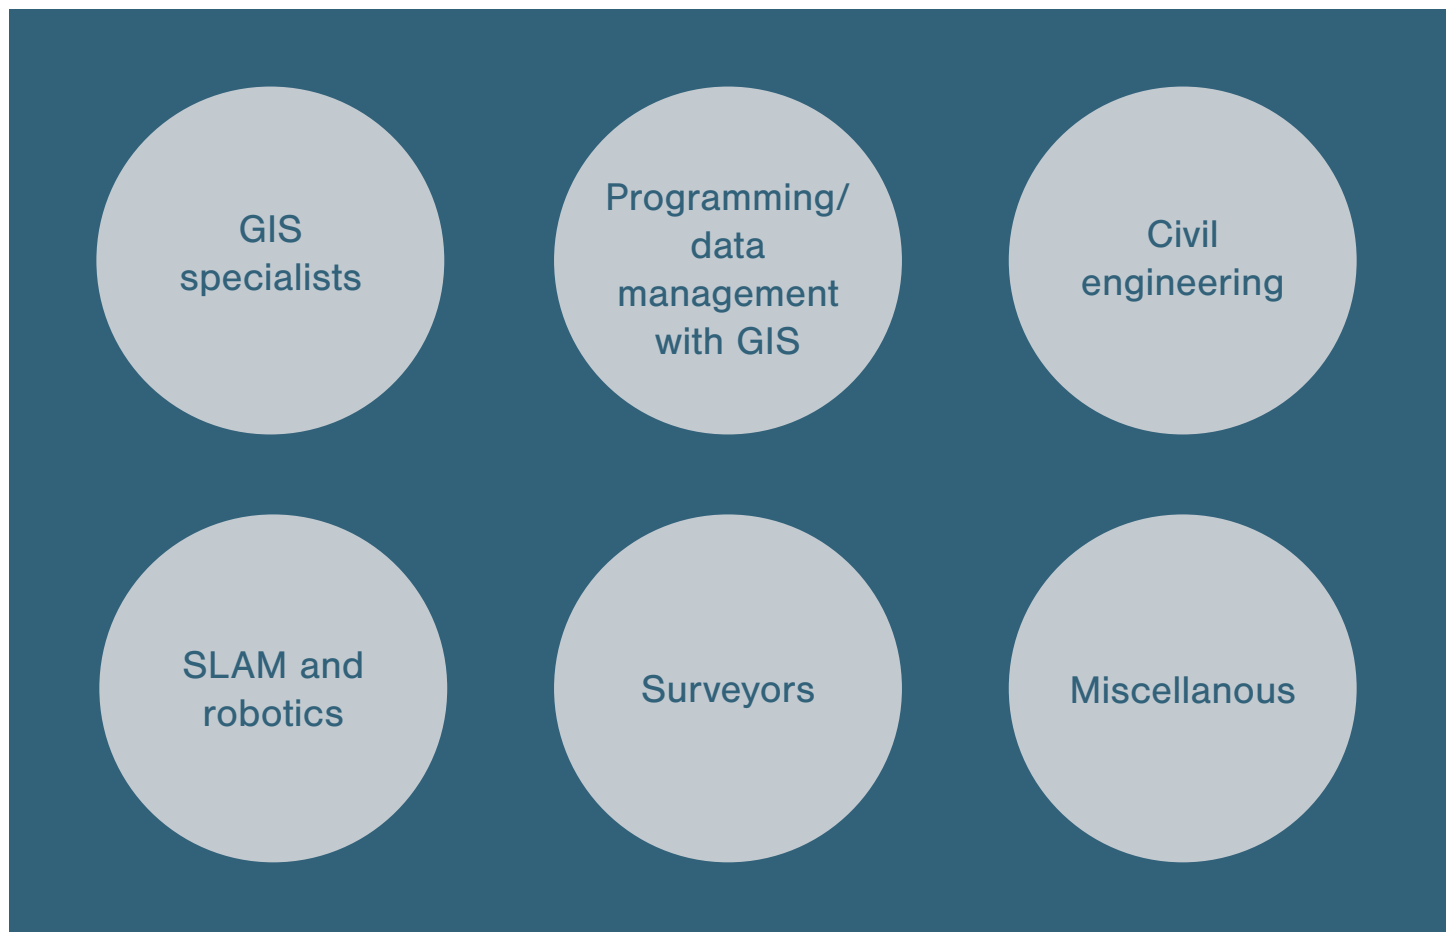 GIS
specialists
Programming/
data
management
with GIS
Civil
engineering
SLAM and
robotics
Surveyors
Miscellanous